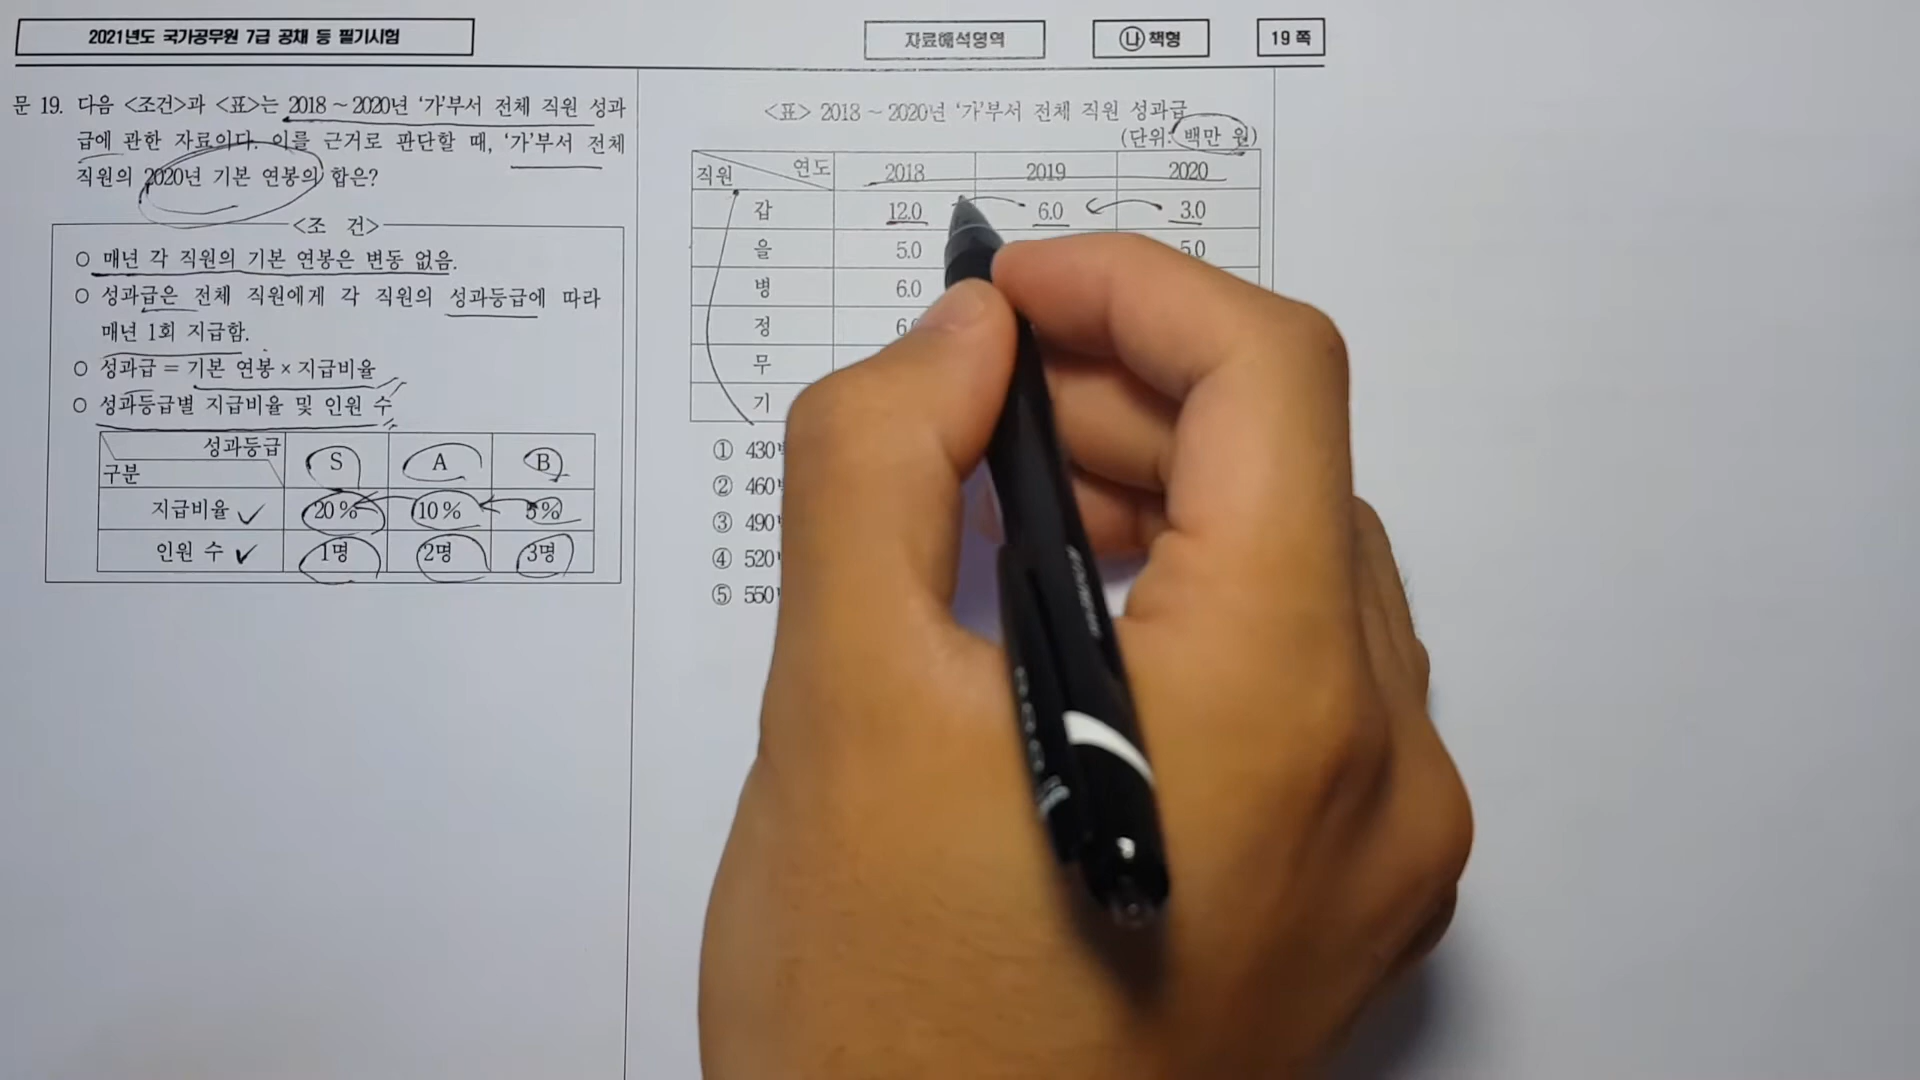 2021년도 국가공무원 7급 공채 등 필기시험
자료해석영역
나 책형
19 쪽
문 19. 다음 <조건>과 <표>는 2018～2020년 '가'부서 전체 직원 성과
급에 관한 자료이다. 이를 근거로 판단할 때, '가'부서 전체
직원의 2020년 기본 연봉의 합은?
<조 건>
○ 매년 각 직원의 기본 연봉은 변동 없음.
○ 성과급은 전체 직원에게 각 직원의 성과등급에 따라
매년 1회 지급함.
○ 성과급 = 기본 연봉 × 지급비율
○ 성과등급별 지급비율 및 인원 수
성과등급
구분
S A B
지급비율 20% 10% 5%
인원 수 1명 2명 3명
<표> 2018～2020년 '가'부서 전체 직원 성과급
(단위: 백만 원)
연도
직원
2018 2019 2020
갑 12.0 6.0 3.0
을 5.0 5.0
병 6.0
정
무
기
① 430
② 460
③ 490
④ 520
⑤ 550